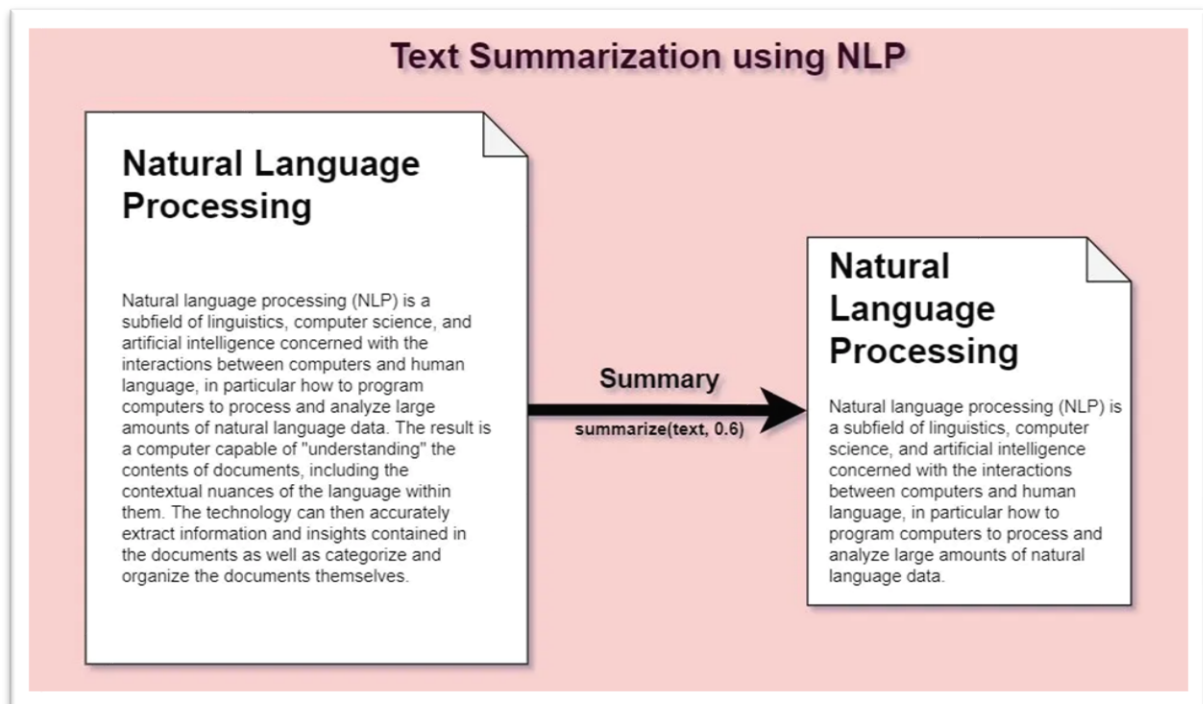 Text Summarization using NLP
Natural Language
Processing
Natural language processing (NLP) is a
subfield of linguistics, computer science, and
artificial intelligence concerned with the
interactions between computers and human
language, in particular how to program
computers to process and analyze large
amounts of natural language data. The result is
a computer capable of "understanding" the
contents of documents, including the
contextual nuances of the language within
them. The technology can then accurately
extract information and insights contained in
the documents as well as categorize and
organize the documents themselves.
Summary
summarize(text, 0.6)
Natural
Language
Processing
Natural language processing (NLP) is
a subfield of linguistics, computer
science, and artificial intelligence
concerned with the interactions
between computers and human
language, in particular how to
program computers to process and
analyze large amounts of natural
language data.